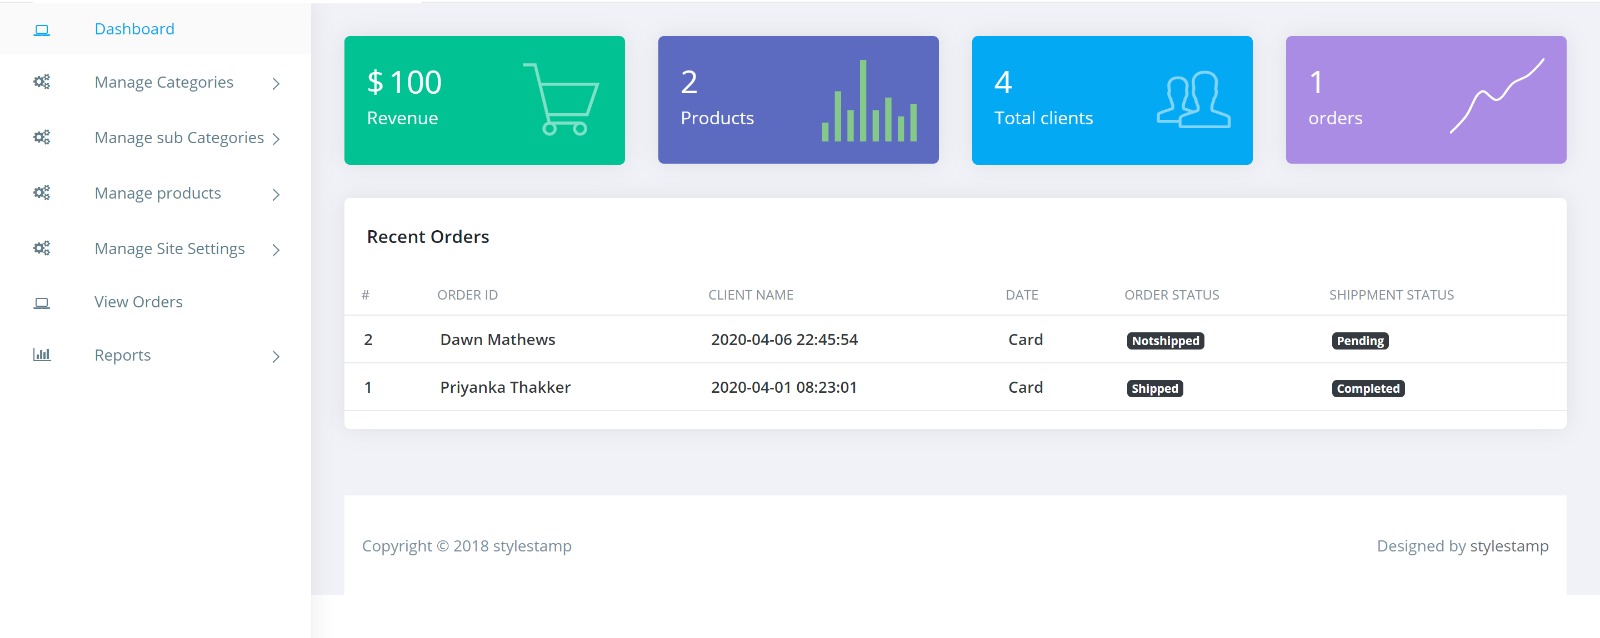 Dashboard
Manage Categories
Manage sub Categories
Manage products
Manage Site Settings
View Orders
Reports
$ 100
Revenue
2
Products
4
Total clients
1
orders
Recent Orders
# ORDER ID CLIENT NAME DATE ORDER STATUS SHIPPMENT STATUS
2 Dawn Mathews 2020-04-06 22:45:54 Card Notshipped Pending
1 Priyanka Thakker 2020-04-01 08:23:01 Card Shipped Completed
Copyright © 2018 stylestamp
Designed by stylestamp